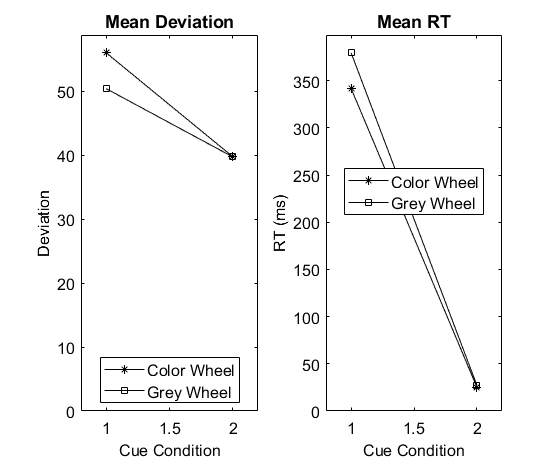 Mean Deviation
50
40
30
20
10
0
Deviation
1
1.5
2
Cue Condition
Color Wheel
Grey Wheel
Mean RT
350
300
250
200
150
100
50
0
RT (ms)
1
1.5
2
Cue Condition
Color Wheel
Grey Wheel